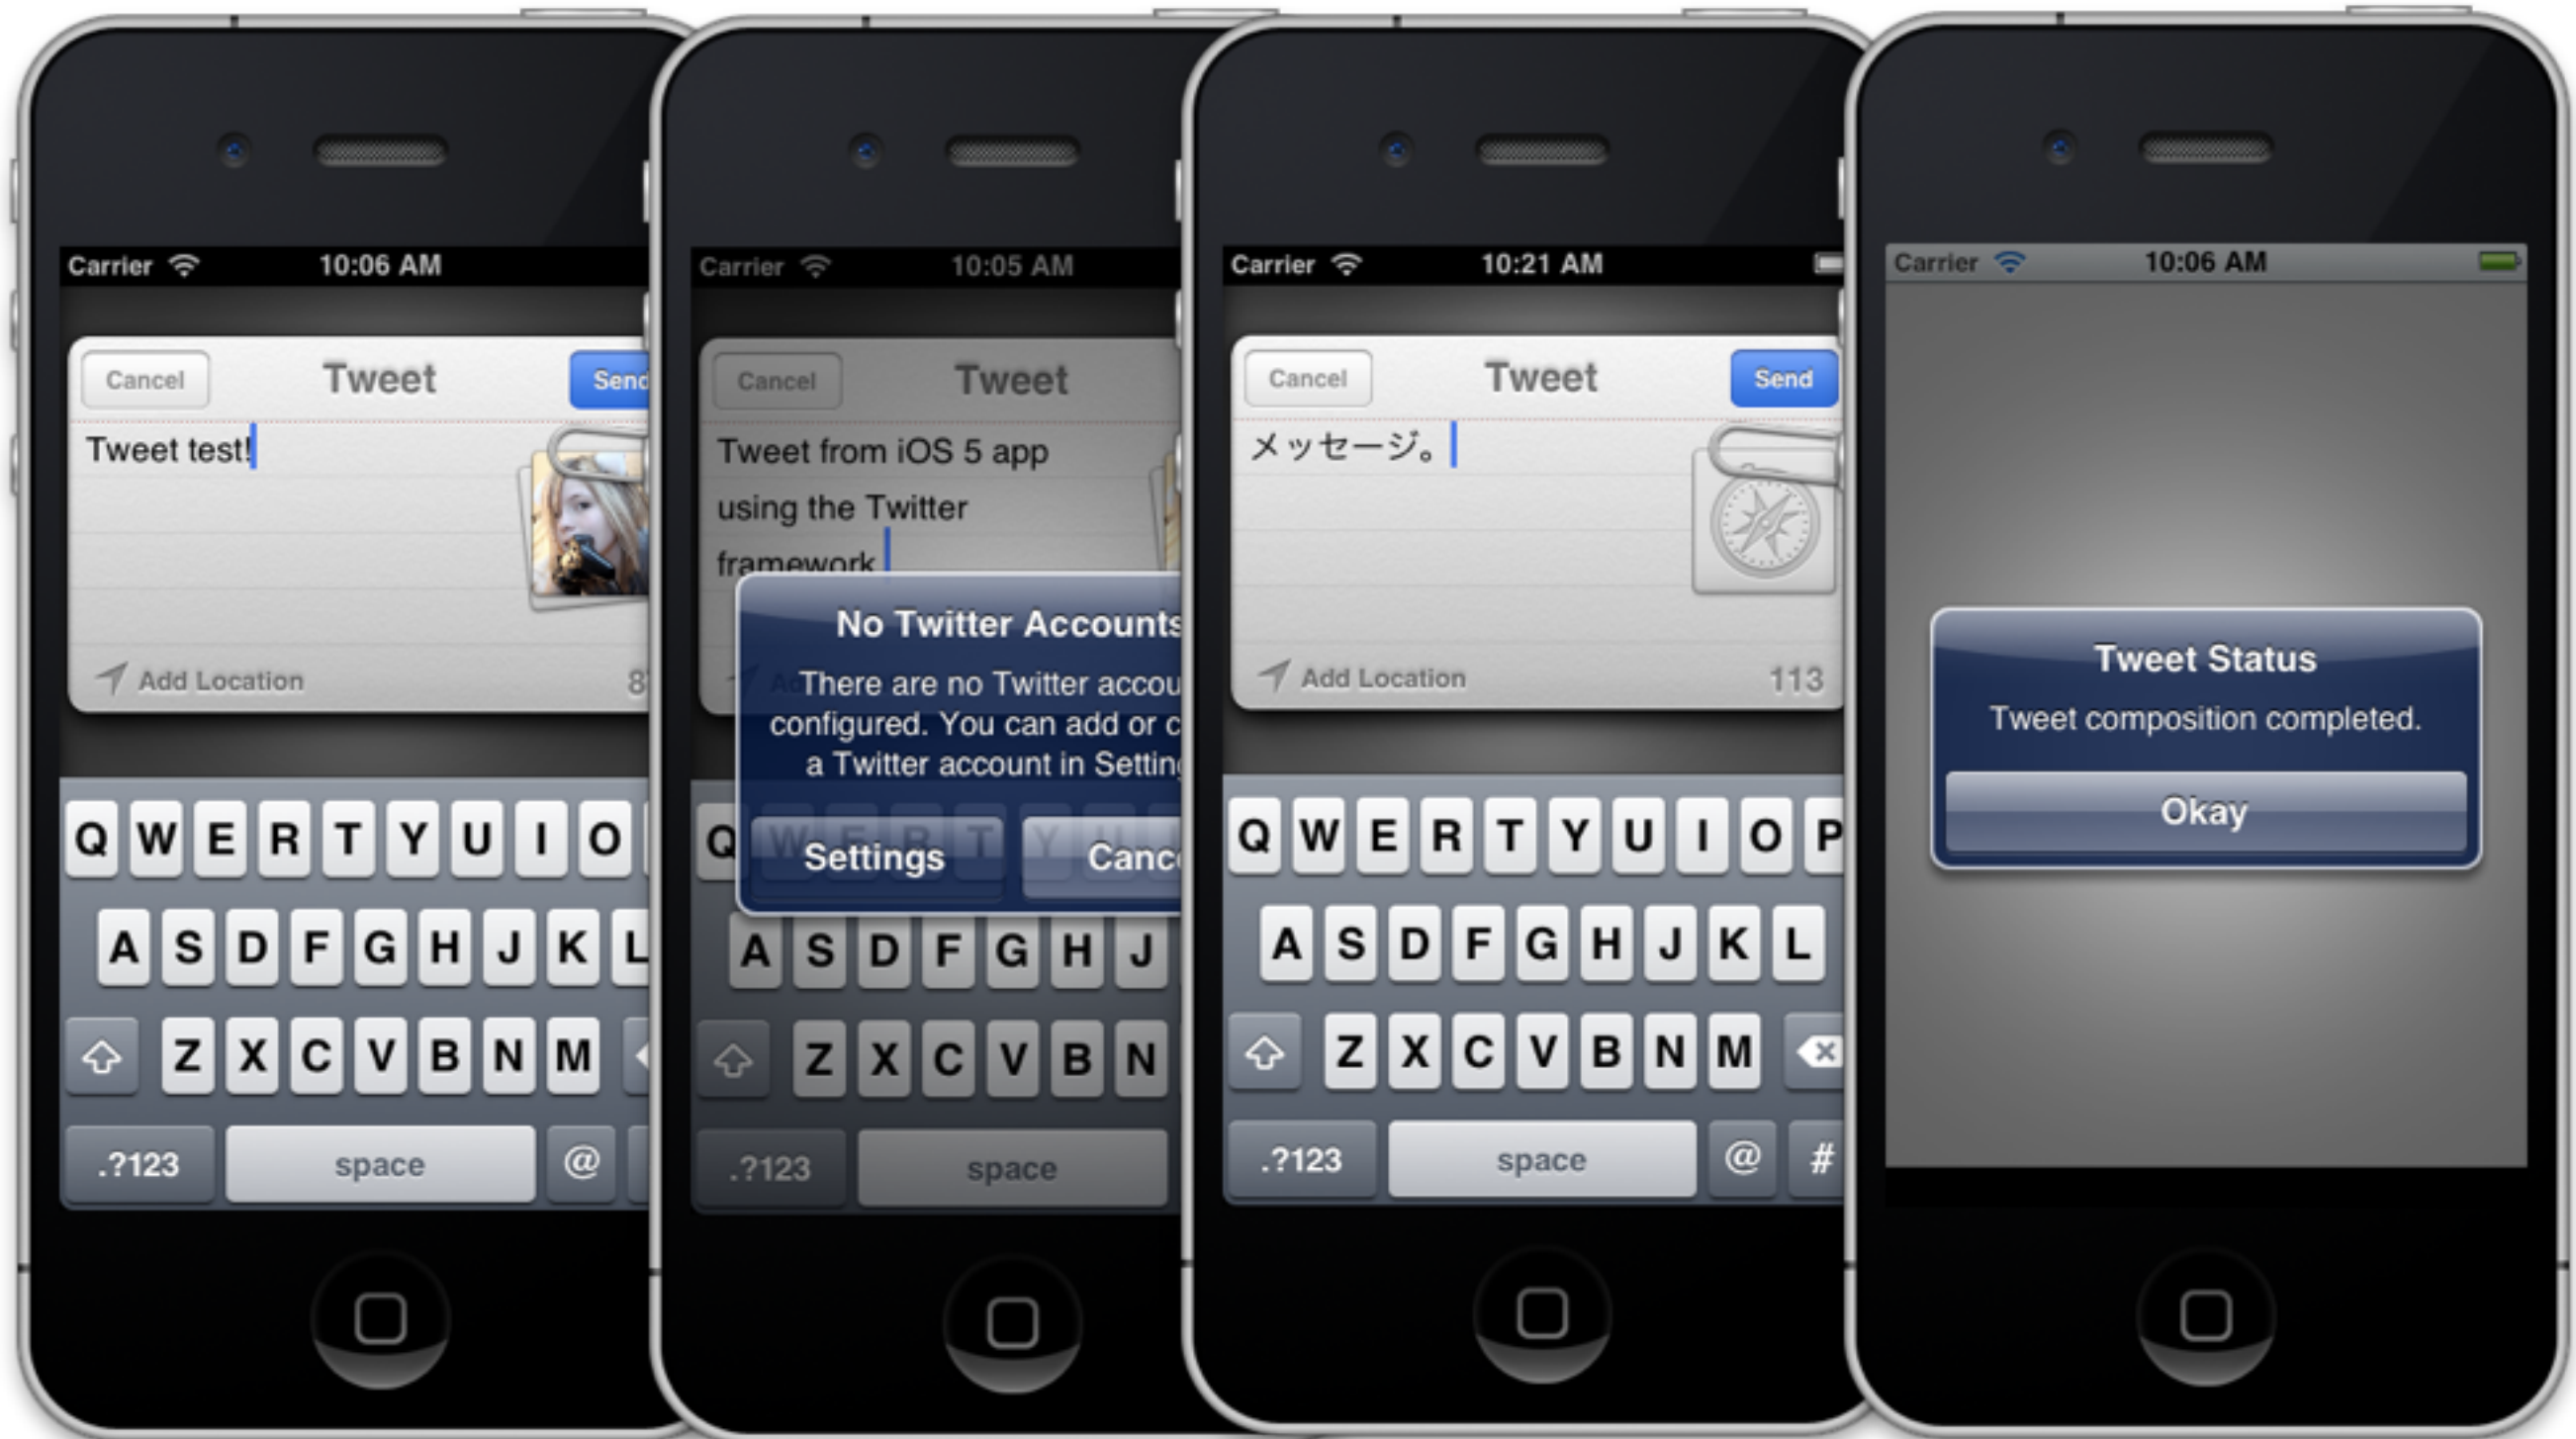 Carrier 10:06 AM
Cancel Tweet Send
Tweet test!
Add Location
Q W E R T Y U I O
A S D F G H J K L
Z X C V B N M
.?123 space @
Carrier 10:05 AM
Cancel Tweet
Tweet from iOS 5 app
using the Twitter
framework
No Twitter Accounts
There are no Twitter
configured. You can add or
a Twitter account in
Settings
Q W E R T Y U
A S D F G H J
Z X C V B N
.?123 space
Carrier 10:21 AM
Cancel Tweet Send
メッセージ。
Add Location 113
Q W E R T Y U I O P
A S D F G H J K L
Z X C V B N M
.?123 space @ #
Carrier 10:06 AM
Tweet Status
Tweet composition completed.
Okay